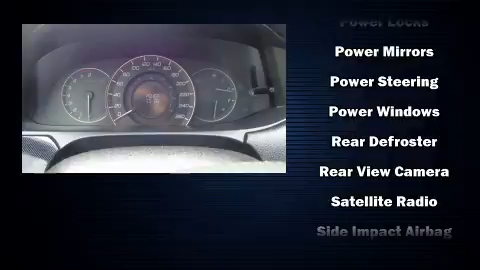 Power Locks
Power Mirrors
Power Steering
Power Windows
Rear Defroster
Rear View Camera
Satellite Radio
Side Impact Airbag